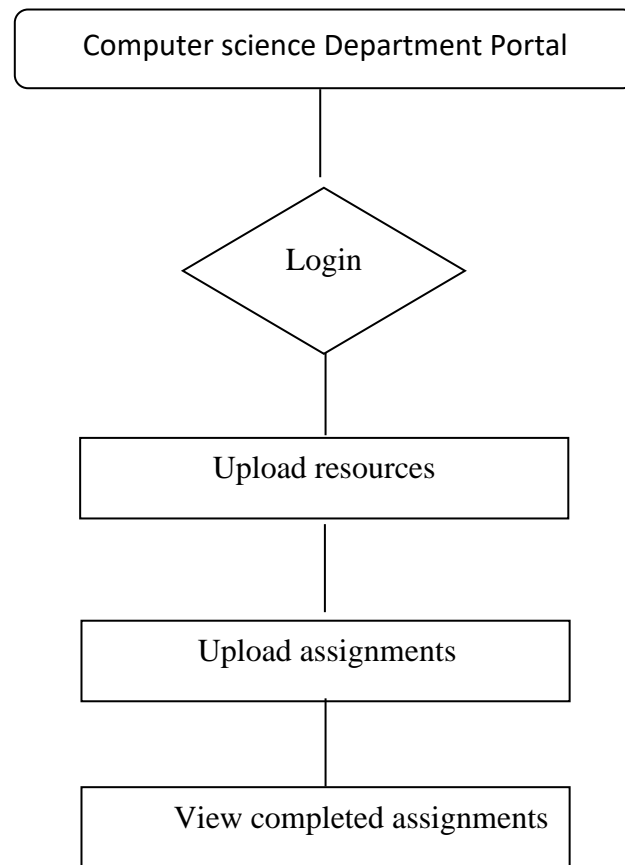 Computer science Department Portal
Login
Upload resources
Upload assignments
View completed assignments